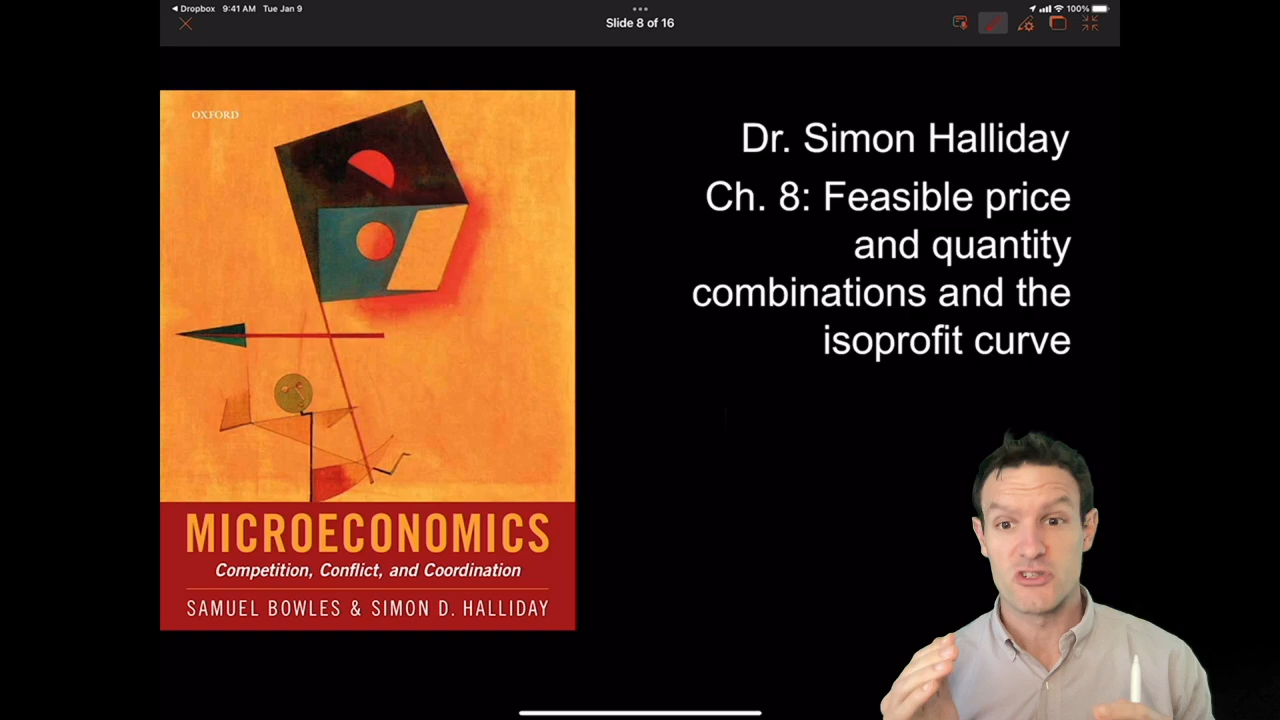 Dropbox 9:41 AM Tue Jan 9
100%
Slide 8 of 16
OXFORD
Dr. Simon Halliday
Ch. 8: Feasible price
and quantity
combinations and the
isoprofit curve
MICROECONOMICS
Competition, Conflict, and Coordination
SAMUEL BOWLES & SIMON D. HALLIDAY